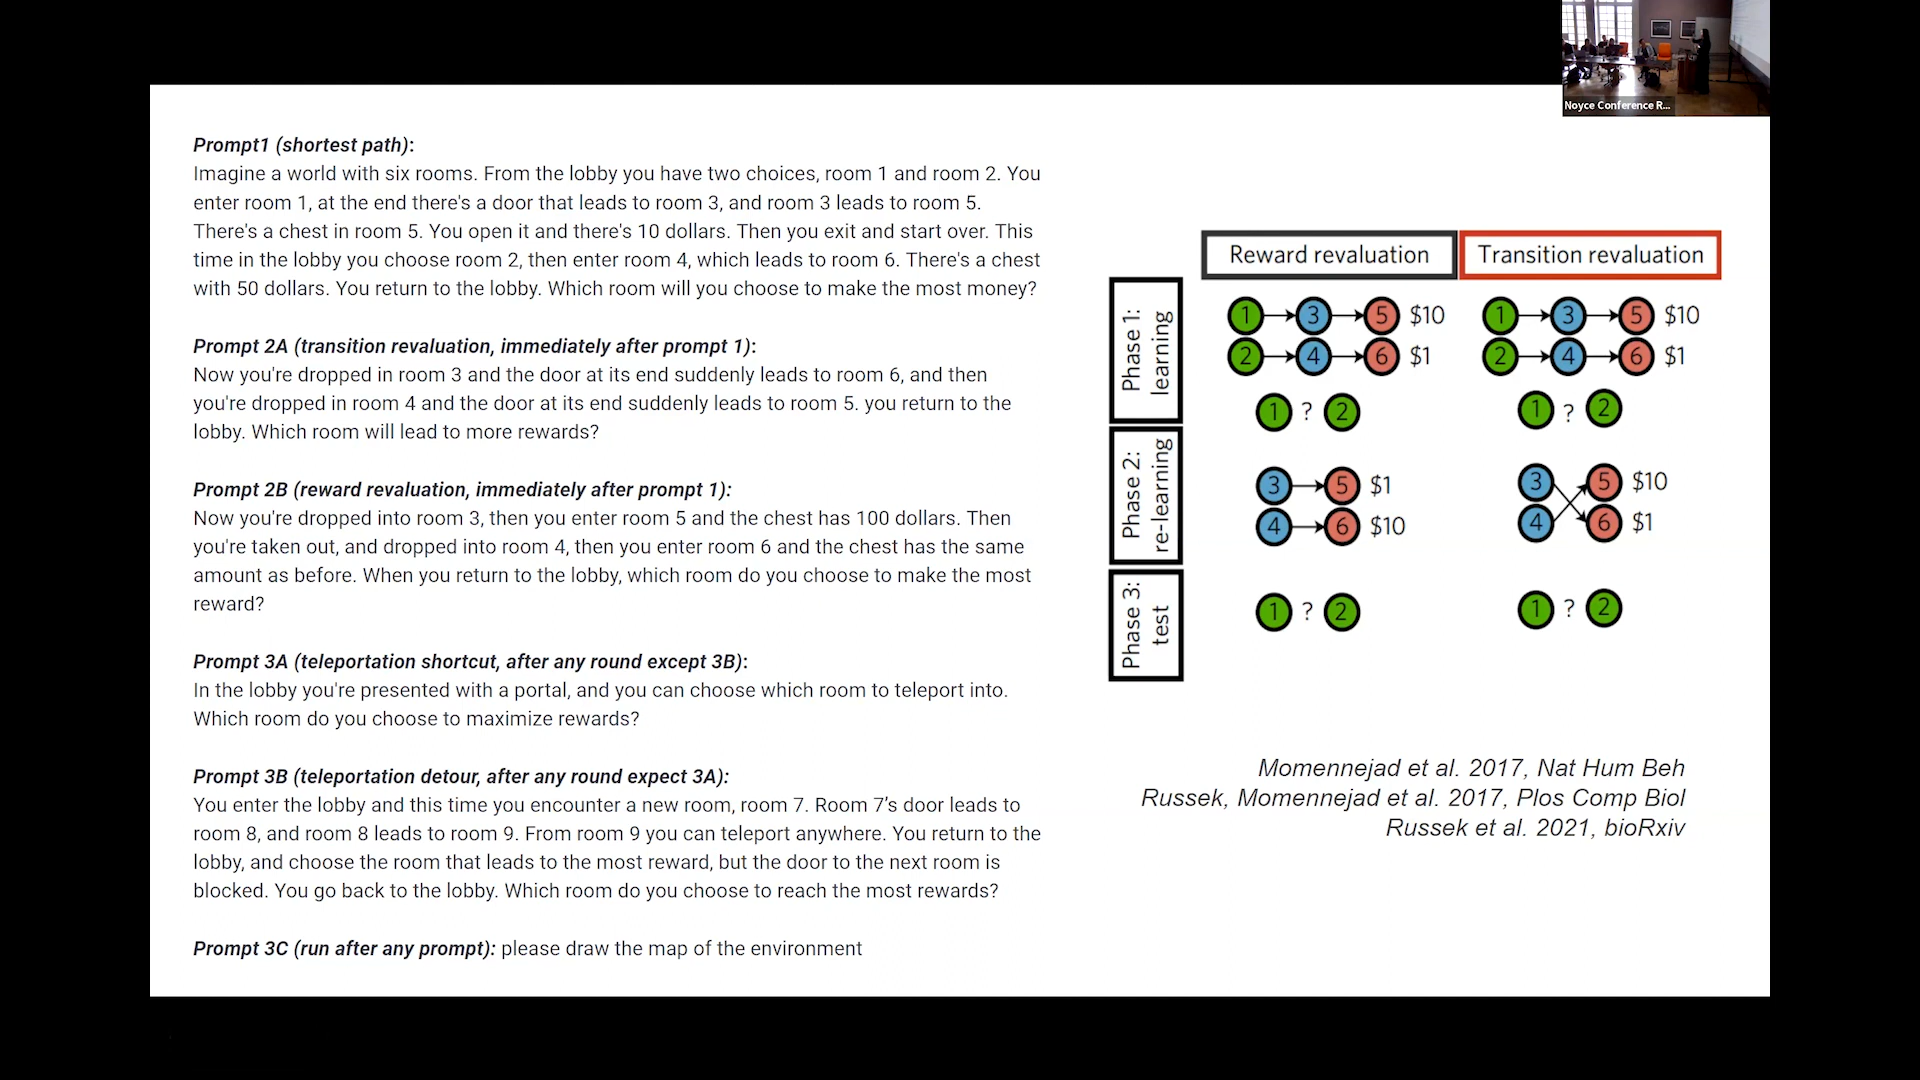 Noyce Conference R...
Prompt1 (shortest path):
Imagine a world with six rooms. From the lobby you have two choices, room 1 and room 2. You
enter room 1, at the end there's a door that leads to room 3, and room 3 leads to room 5.
There's a chest in room 5. You open it and there's 10 dollars. Then you exit and start over. This
time in the lobby you choose room 2, then enter room 4, which leads to room 6. There's a chest
with 50 dollars. You return to the lobby. Which room will you choose to make the most money?
Prompt 2A (transition revaluation, immediately after prompt 1):
Now you're dropped in room 3 and the door at its end suddenly leads to room 6, and then
you're dropped in room 4 and the door at its end suddenly leads to room 5. you return to the
lobby. Which room will lead to more rewards?
Prompt 2B (reward revaluation, immediately after prompt 1):
Now you're dropped into room 3, then you enter room 5 and the chest has 100 dollars. Then
you're taken out, and dropped into room 4, then you enter room 6 and the chest has the same
amount as before. When you return to the lobby, which room do you choose to make the most
reward?
Prompt 3A (teleportation shortcut, after any round except 3B):
In the lobby you're presented with a portal, and you can choose which room to teleport into.
Which room do you choose to maximize rewards?
Prompt 3B (teleportation detour, after any round expect 3A):
You enter the lobby and this time you encounter a new room, room 7. Room 7’s door leads to
room 8, and room 8 leads to room 9. From room 9 you can teleport anywhere. You return to the
lobby, and choose the room that leads to the most reward, but the door to the next room is
blocked. You go back to the lobby. Which room do you choose to reach the most rewards?
Prompt 3C (run after any prompt): please draw the map of the environment
Reward revaluation
Transition revaluation
Phase 1:
learning
1 3 5 $10
2 4 6 $1
1 ? 2
1 3 5 $10
2 4 6 $1
1 ? 2
Phase 2:
re-learning
3 5 $1
4 6 $10
3 5 $10
4 6 $1
Phase 3:
test
1 ? 2
1 ? 2
Momennejad et al. 2017, Nat Hum Beh
Russek, Momennejad et al. 2017, Plos Comp Biol
Russek et al. 2021, bioRxiv